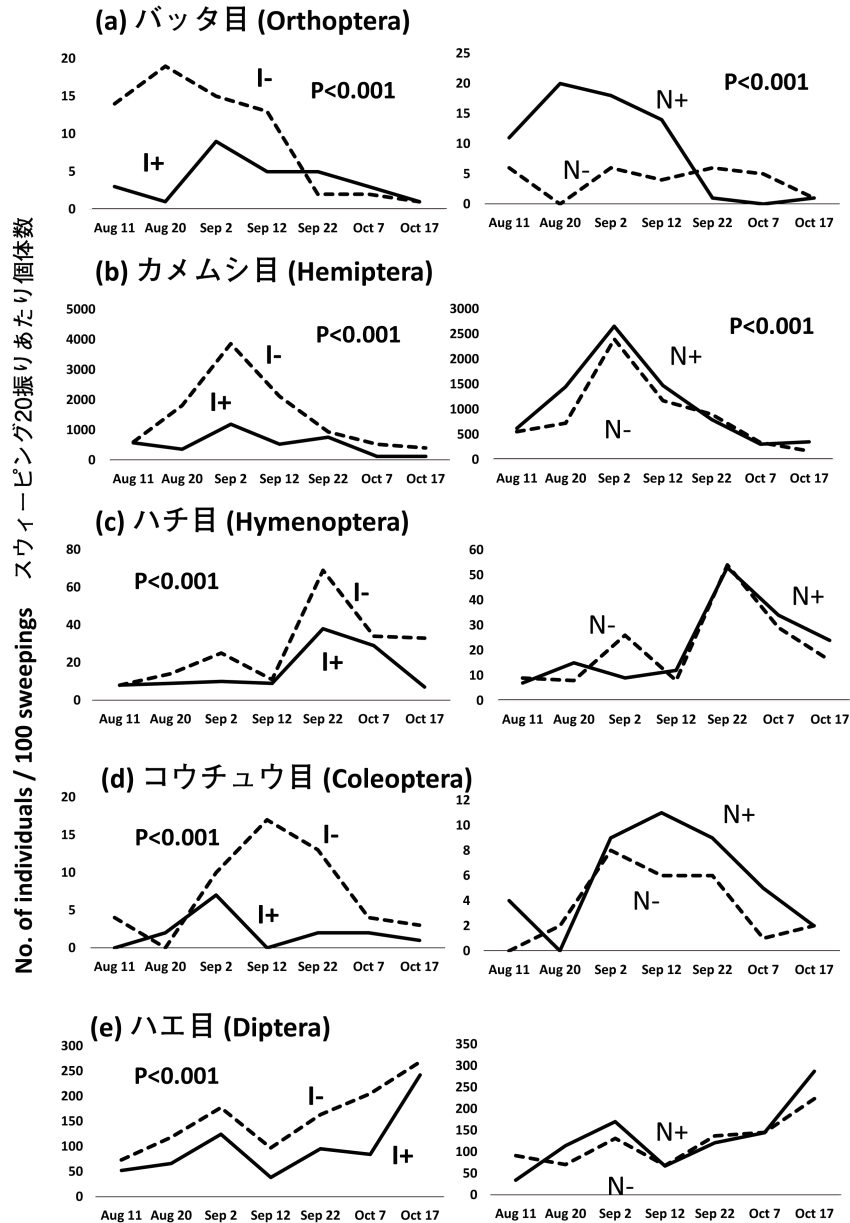 No. of individuals / 100 sweepings スウィーピング20振りあたり個体数
(a) バッタ目 (Orthoptera)
20
15
10
5
0
I-
P<0.001
I+
Aug 11 Aug 20 Sep 2 Sep 12 Sep 22 Oct 7 Oct 17
25
20
15
10
5
0
N+
P<0.001
N-
Aug 11 Aug 20 Sep 2 Sep 12 Sep 22 Oct 7 Oct 17
(b) カメムシ目 (Hemiptera)
5000
4000
3000
2000
1000
0
P<0.001
I-
I+
Aug 11 Aug 20 Sep 2 Sep 12 Sep 22 Oct 7 Oct 17
3000
2500
2000
1500
1000
500
0
P<0.001
N+
N-
Aug 11 Aug 20 Sep 2 Sep 12 Sep 22 Oct 7 Oct 17
(c) ハチ目 (Hymenoptera)
80
60
40
20
0
P<0.001
I-
I+
Aug 11 Aug 20 Sep 2 Sep 12 Sep 22 Oct 7 Oct 17
60
50
40
30
20
10
0
N+
N-
Aug 11 Aug 20 Sep 2 Sep 12 Sep 22 Oct 7 Oct 17
(d) コウチュウ目 (Coleoptera)
20
15
10
5
0
P<0.001
I-
I+
Aug 11 Aug 20 Sep 2 Sep 12 Sep 22 Oct 7 Oct 17
12
10
8
6
4
2
0
N+
N-
Aug 11 Aug 20 Sep 2 Sep 12 Sep 22 Oct 7 Oct 17
(e) ハエ目 (Diptera)
300
250
200
150
100
50
0
P<0.001
I-
I+
Aug 11 Aug 20 Sep 2 Sep 12 Sep 22 Oct 7 Oct 17
350
300
250
200
150
100
50
0
N+
N-
Aug 11 Aug 20 Sep 2 Sep 12 Sep 22 Oct 7 Oct 17